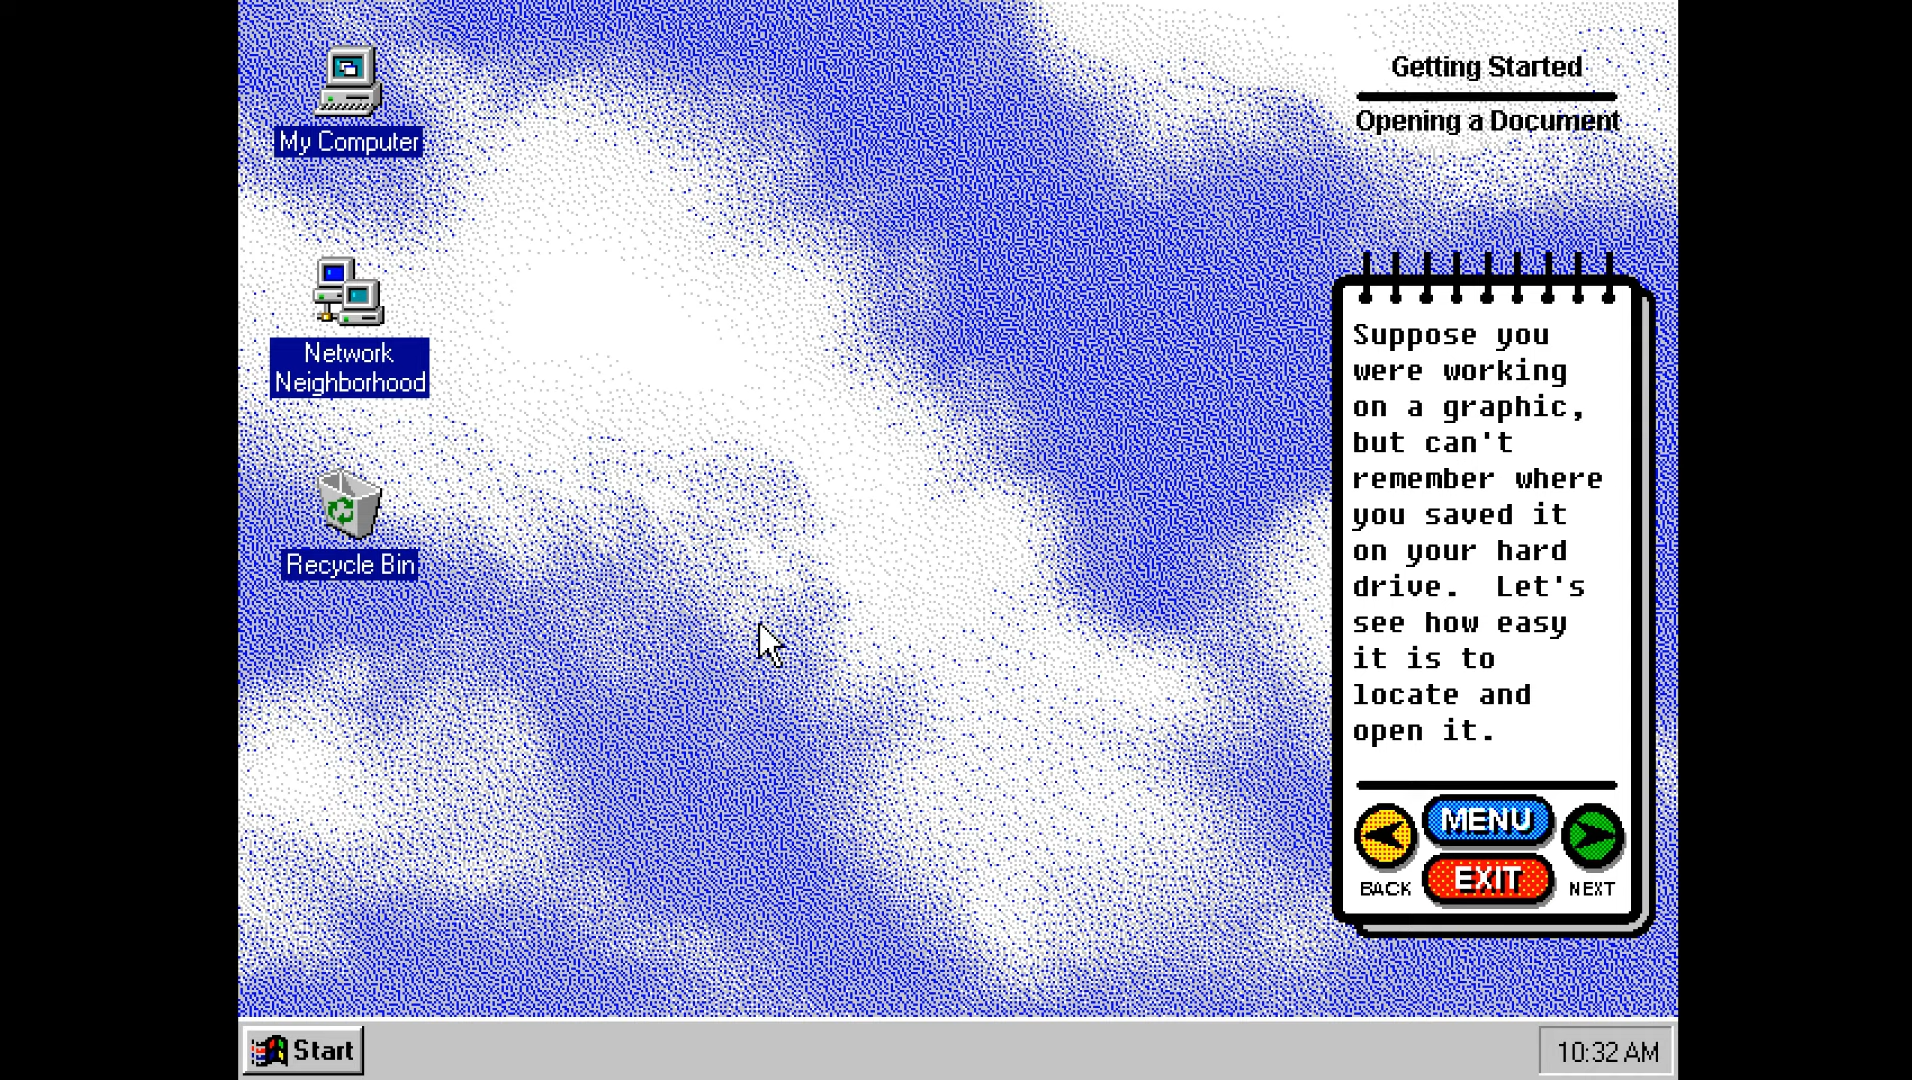 My Computer
Network
Neighborhood
Recycle Bin
Getting Started
Opening a Document
Suppose you
were working
on a graphic,
but can't
remember where
you saved it
on your hard
drive.  Let's
see how easy
it is to
locate and
open it.
MENU
EXIT
BACK
NEXT
Start
10:32 AM